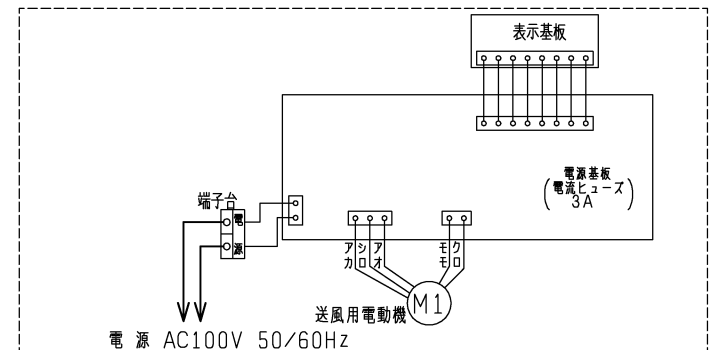 表示基板
電源基板
(電流ヒューズ
3A)
端子台
電
源
アカ
シロ
アオ
モモ
クロ
送風用電動機
M1
電 源 AC100V 50/60Hz